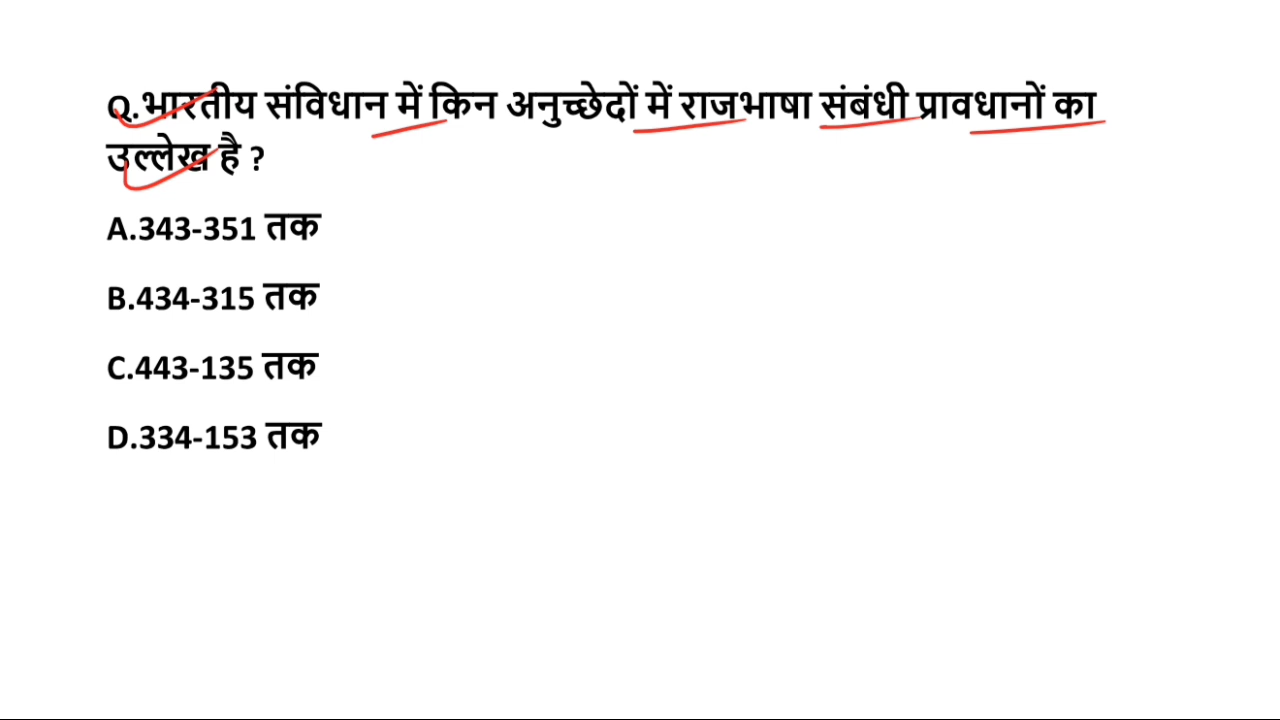 Q.भारतीय संविधान में किन अनुच्छेदों में राजभाषा संबंधी प्रावधानों का
उल्लेख है ?
A.343-351 तक
B.434-315 तक
C.443-135 तक
D.334-153 तक